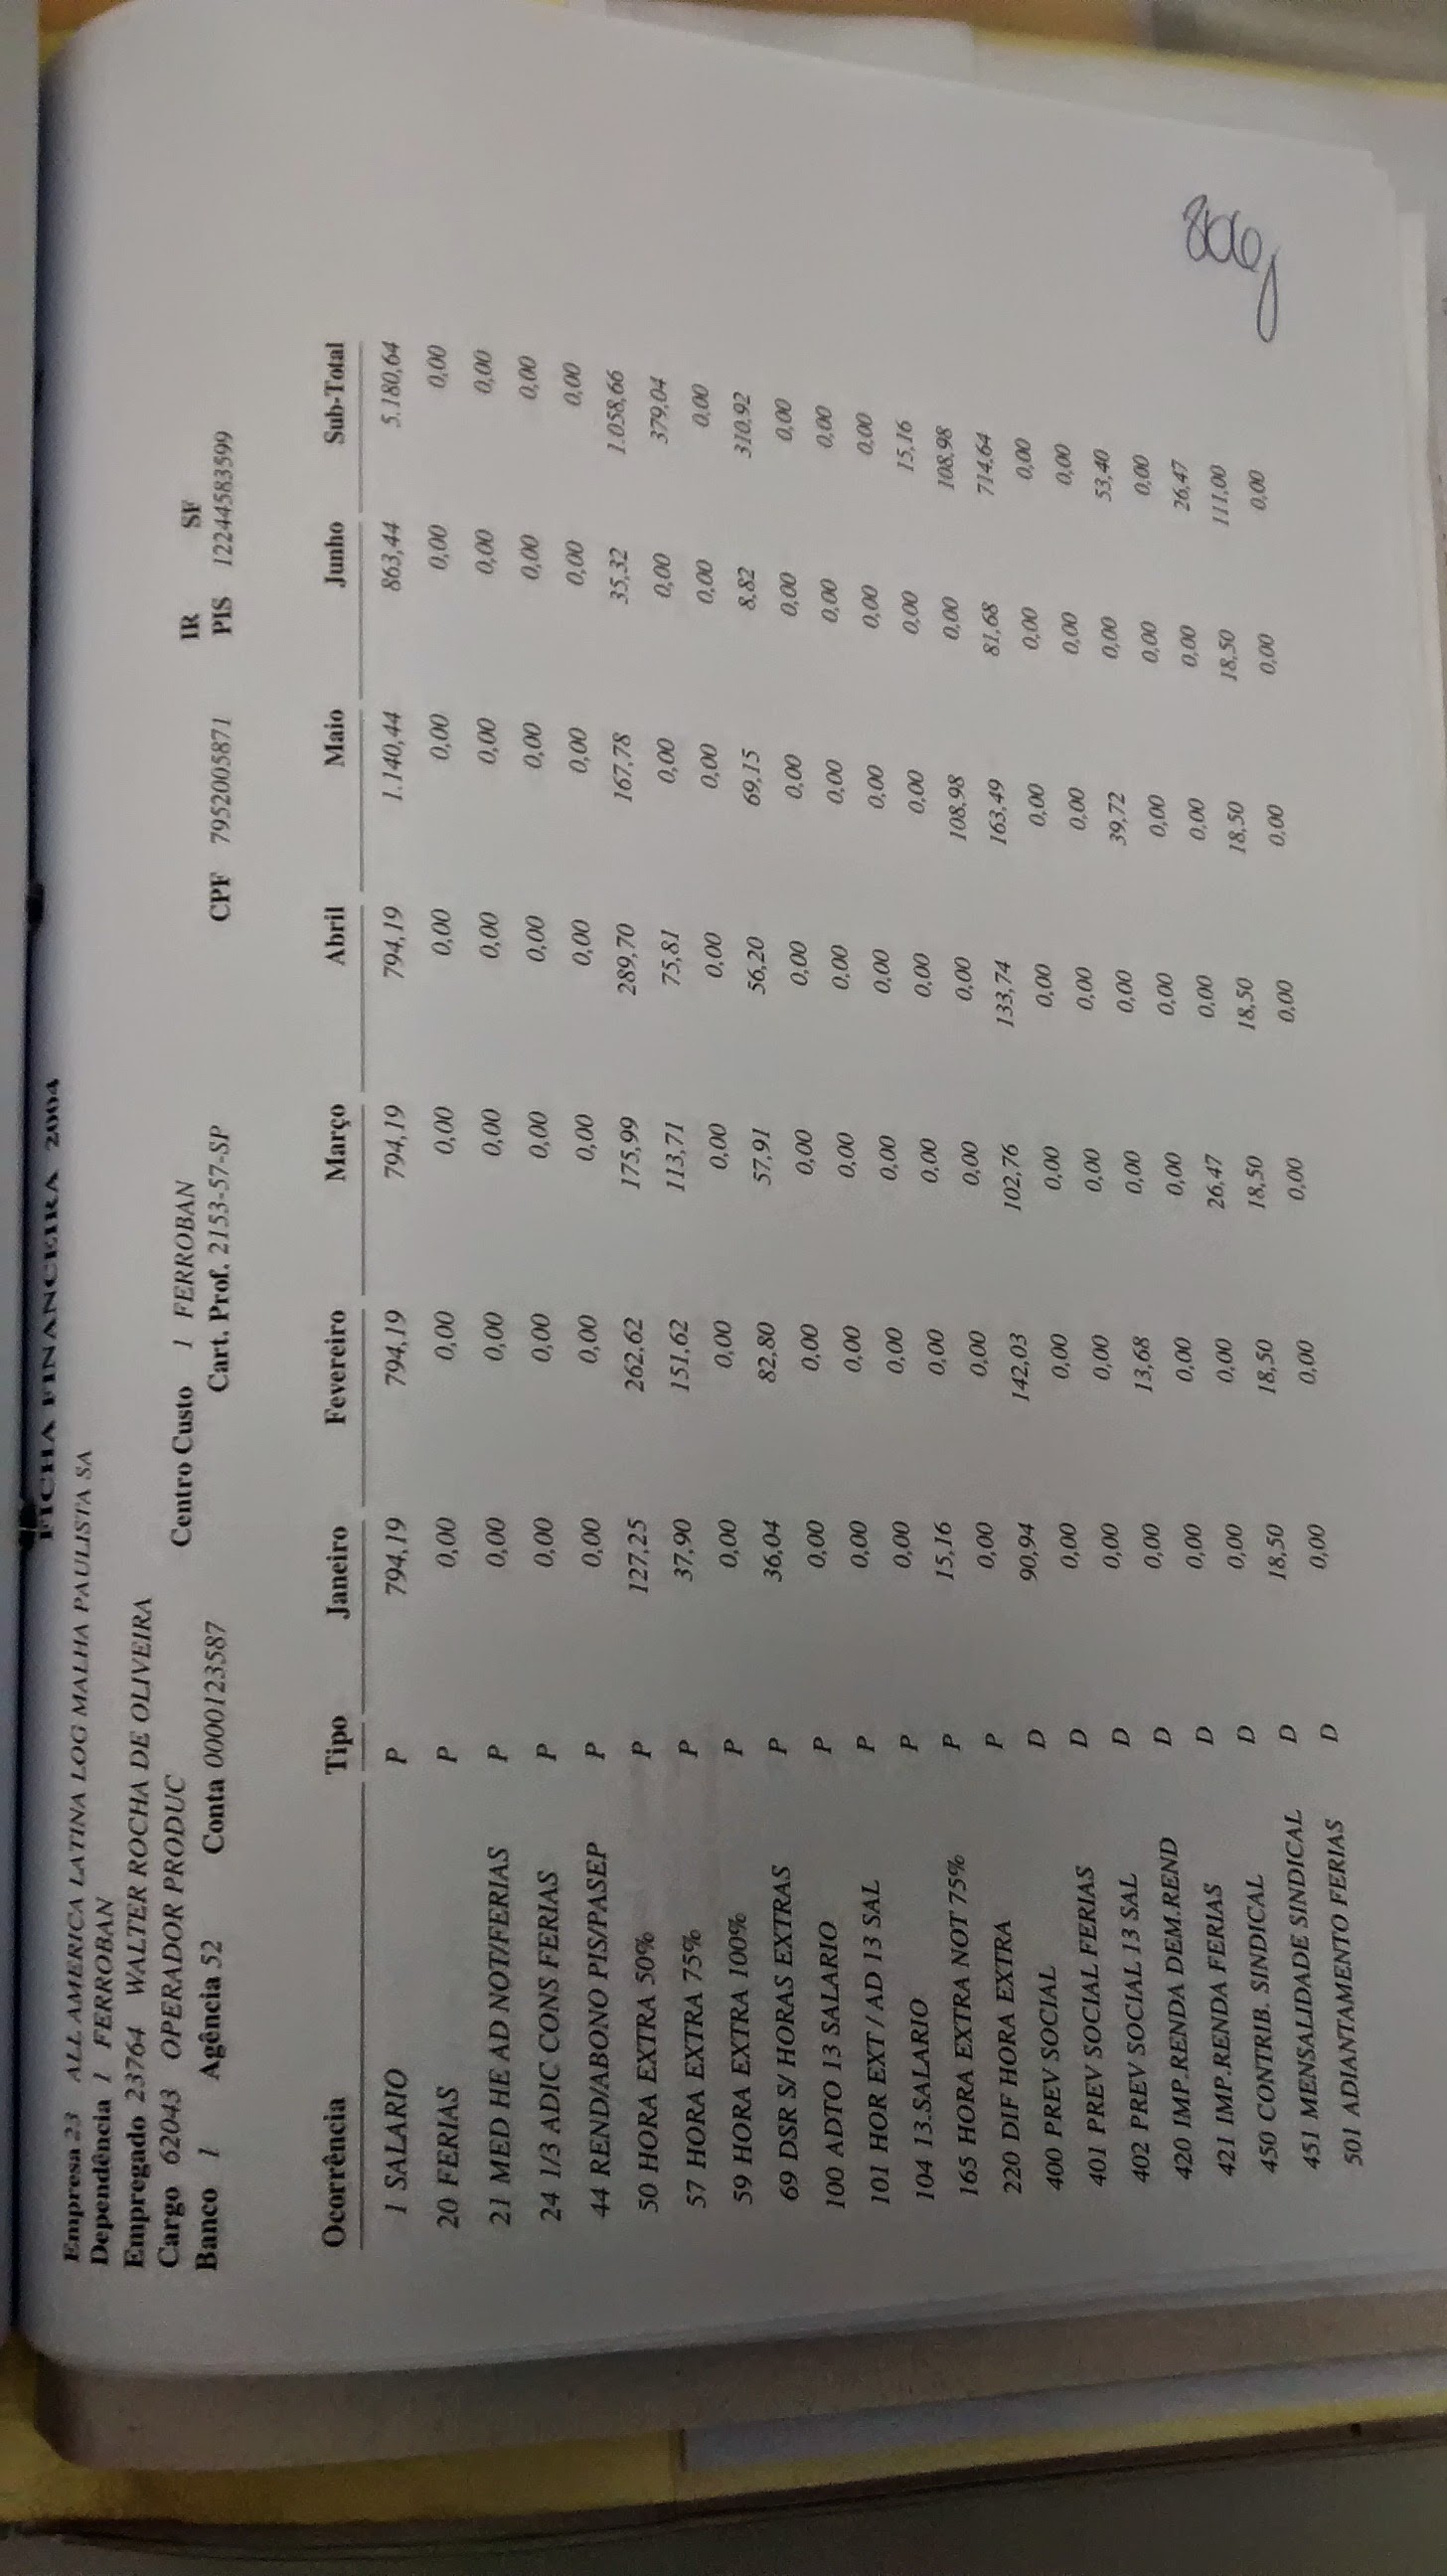 FICHA FINANCEIRA 2004
Empresa 23 ALL AMERICA LATINA LOG MALHA PAULISTA SA
Dependência 1 FERROBAN
Empregado 23764 WALTER ROCHA DE OLIVEIRA
Cargo 62043 OPERADOR PRODUC Centro Custo 1 FERROBAN IR SF
Banco 1 Agência 52 Conta 0000123587 Cart. Prof. 2153-57-SP CPF 7952005871 PIS 12244583599
Ocorrência Tipo Janeiro Fevereiro Março Abril Maio Junho Sub-Total
1 SALARIO P 794,19 794,19 794,19 794,19 1.140,44 863,44 5.180,64
20 FERIAS P 0,00 0,00 0,00 0,00 0,00 0,00 0,00
21 MED HE AD NOT/FERIAS P 0,00 0,00 0,00 0,00 0,00 0,00 0,00
24 1/3 ADIC CONS FERIAS P 0,00 0,00 0,00 0,00 0,00 0,00 0,00
44 REND/ABONO PIS/PASEP P 0,00 0,00 0,00 0,00 0,00 0,00 0,00
50 HORA EXTRA 50% P 127,25 262,62 175,99 289,70 167,78 35,32 1.058,66
57 HORA EXTRA 75% P 37,90 151,62 113,71 75,81 0,00 0,00 379,04
59 HORA EXTRA 100% P 0,00 0,00 0,00 0,00 0,00 0,00 0,00
69 DSR S/ HORAS EXTRAS P 36,04 82,80 57,91 56,20 69,15 8,82 310,92
100 ADTO 13 SALARIO P 0,00 0,00 0,00 0,00 0,00 0,00 0,00
101 HOR EXT / AD 13 SAL P 0,00 0,00 0,00 0,00 0,00 0,00 0,00
104 13.SALARIO P 0,00 0,00 0,00 0,00 0,00 0,00 0,00
165 HORA EXTRA NOT 75% P 15,16 0,00 0,00 0,00 0,00 0,00 15,16
220 DIF HORA EXTRA P 0,00 0,00 0,00 0,00 108,98 0,00 108,98
400 PREV SOCIAL D 90,94 142,03 102,76 133,74 163,49 81,68 714,64
401 PREV SOCIAL FERIAS D 0,00 0,00 0,00 0,00 0,00 0,00 0,00
402 PREV SOCIAL 13 SAL D 0,00 0,00 0,00 0,00 0,00 0,00 0,00
420 IMP.RENDA DEM.REND D 0,00 13,68 0,00 0,00 39,72 0,00 53,40
421 IMP.RENDA FERIAS D 0,00 0,00 0,00 0,00 0,00 0,00 0,00
450 CONTRIB. SINDICAL D 0,00 0,00 26,47 0,00 0,00 0,00 26,47
451 MENSALIDADE SINDICAL D 18,50 18,50 18,50 18,50 18,50 18,50 111,00
501 ADIANTAMENTO FERIAS D 0,00 0,00 0,00 0,00 0,00 0,00 0,00
806